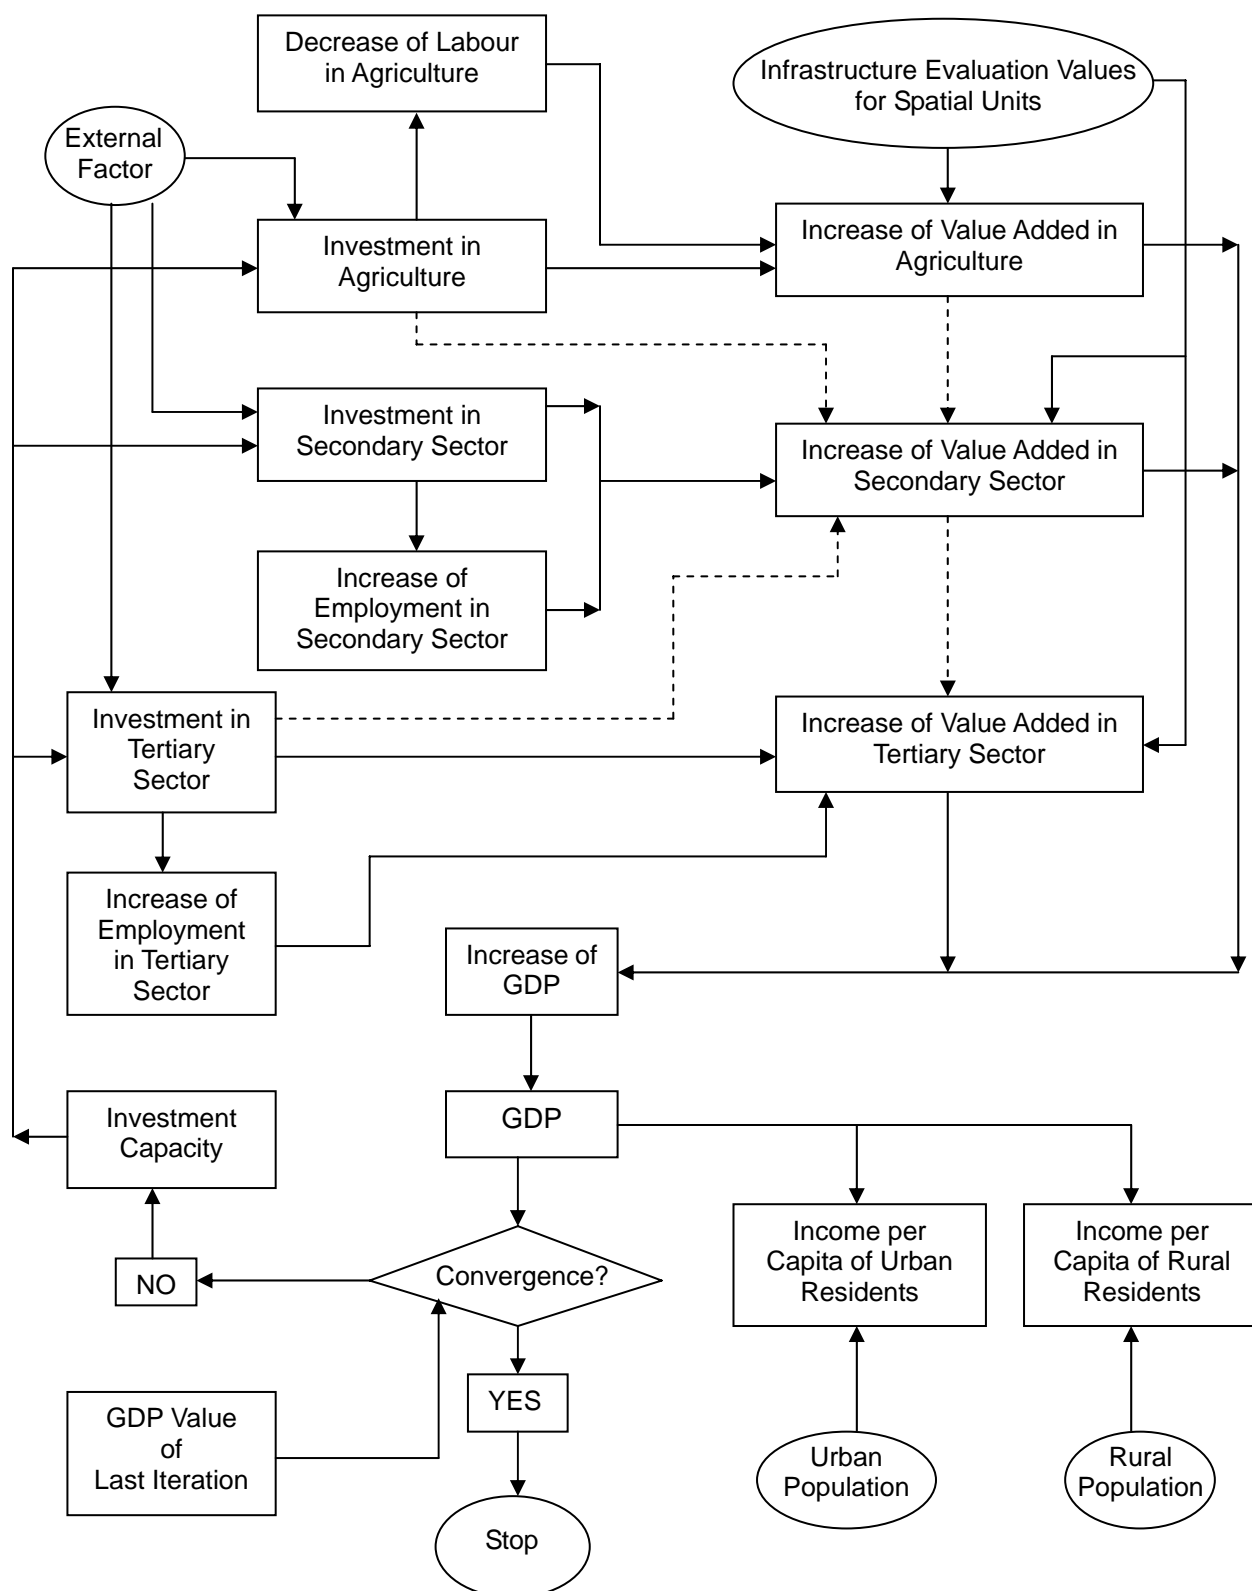 Decrease of Labour
in Agriculture
Infrastructure Evaluation Values
for Spatial Units
External
Factor
Investment in
Agriculture
Increase of Value Added in
Agriculture
Investment in
Secondary Sector
Increase of Value Added in
Secondary Sector
Increase of
Employment in
Secondary Sector
Investment in
Tertiary
Sector
Increase of Value Added in
Tertiary Sector
Increase of
Employment
in Tertiary
Sector
Increase of
GDP
Investment
Capacity
GDP
Income per
Capita of Urban
Residents
Income per
Capita of Rural
Residents
NO
Convergence?
YES
GDP Value
of
Last Iteration
Urban
Population
Rural
Population
Stop